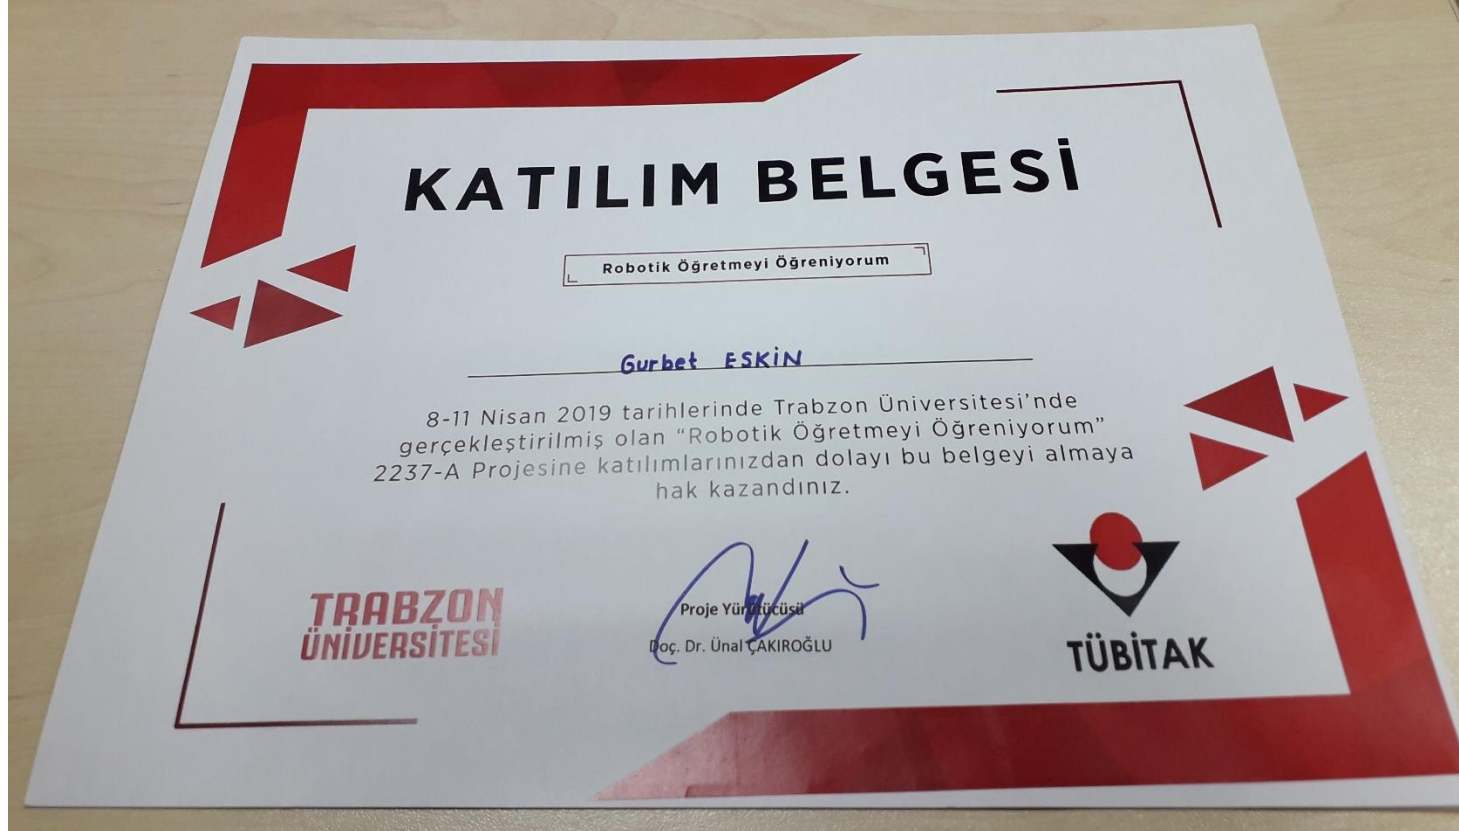 KATILIM BELGESİ
Robotik Öğretmeyi Öğreniyorum
Gurbet ESKİN
8-11 Nisan 2019 tarihlerinde Trabzon Üniversitesi'nde
gerçekleştirilmiş olan “Robotik Öğretmeyi Öğreniyorum”
2237-A Projesine katılımlarınızdan dolayı bu belgeyi almaya
hak kazandınız.
TRABZON
ÜNİVERSİTESİ
Proje Yürütücüsü
Doç. Dr. Ünal ÇAKIROĞLU
TÜBİTAK